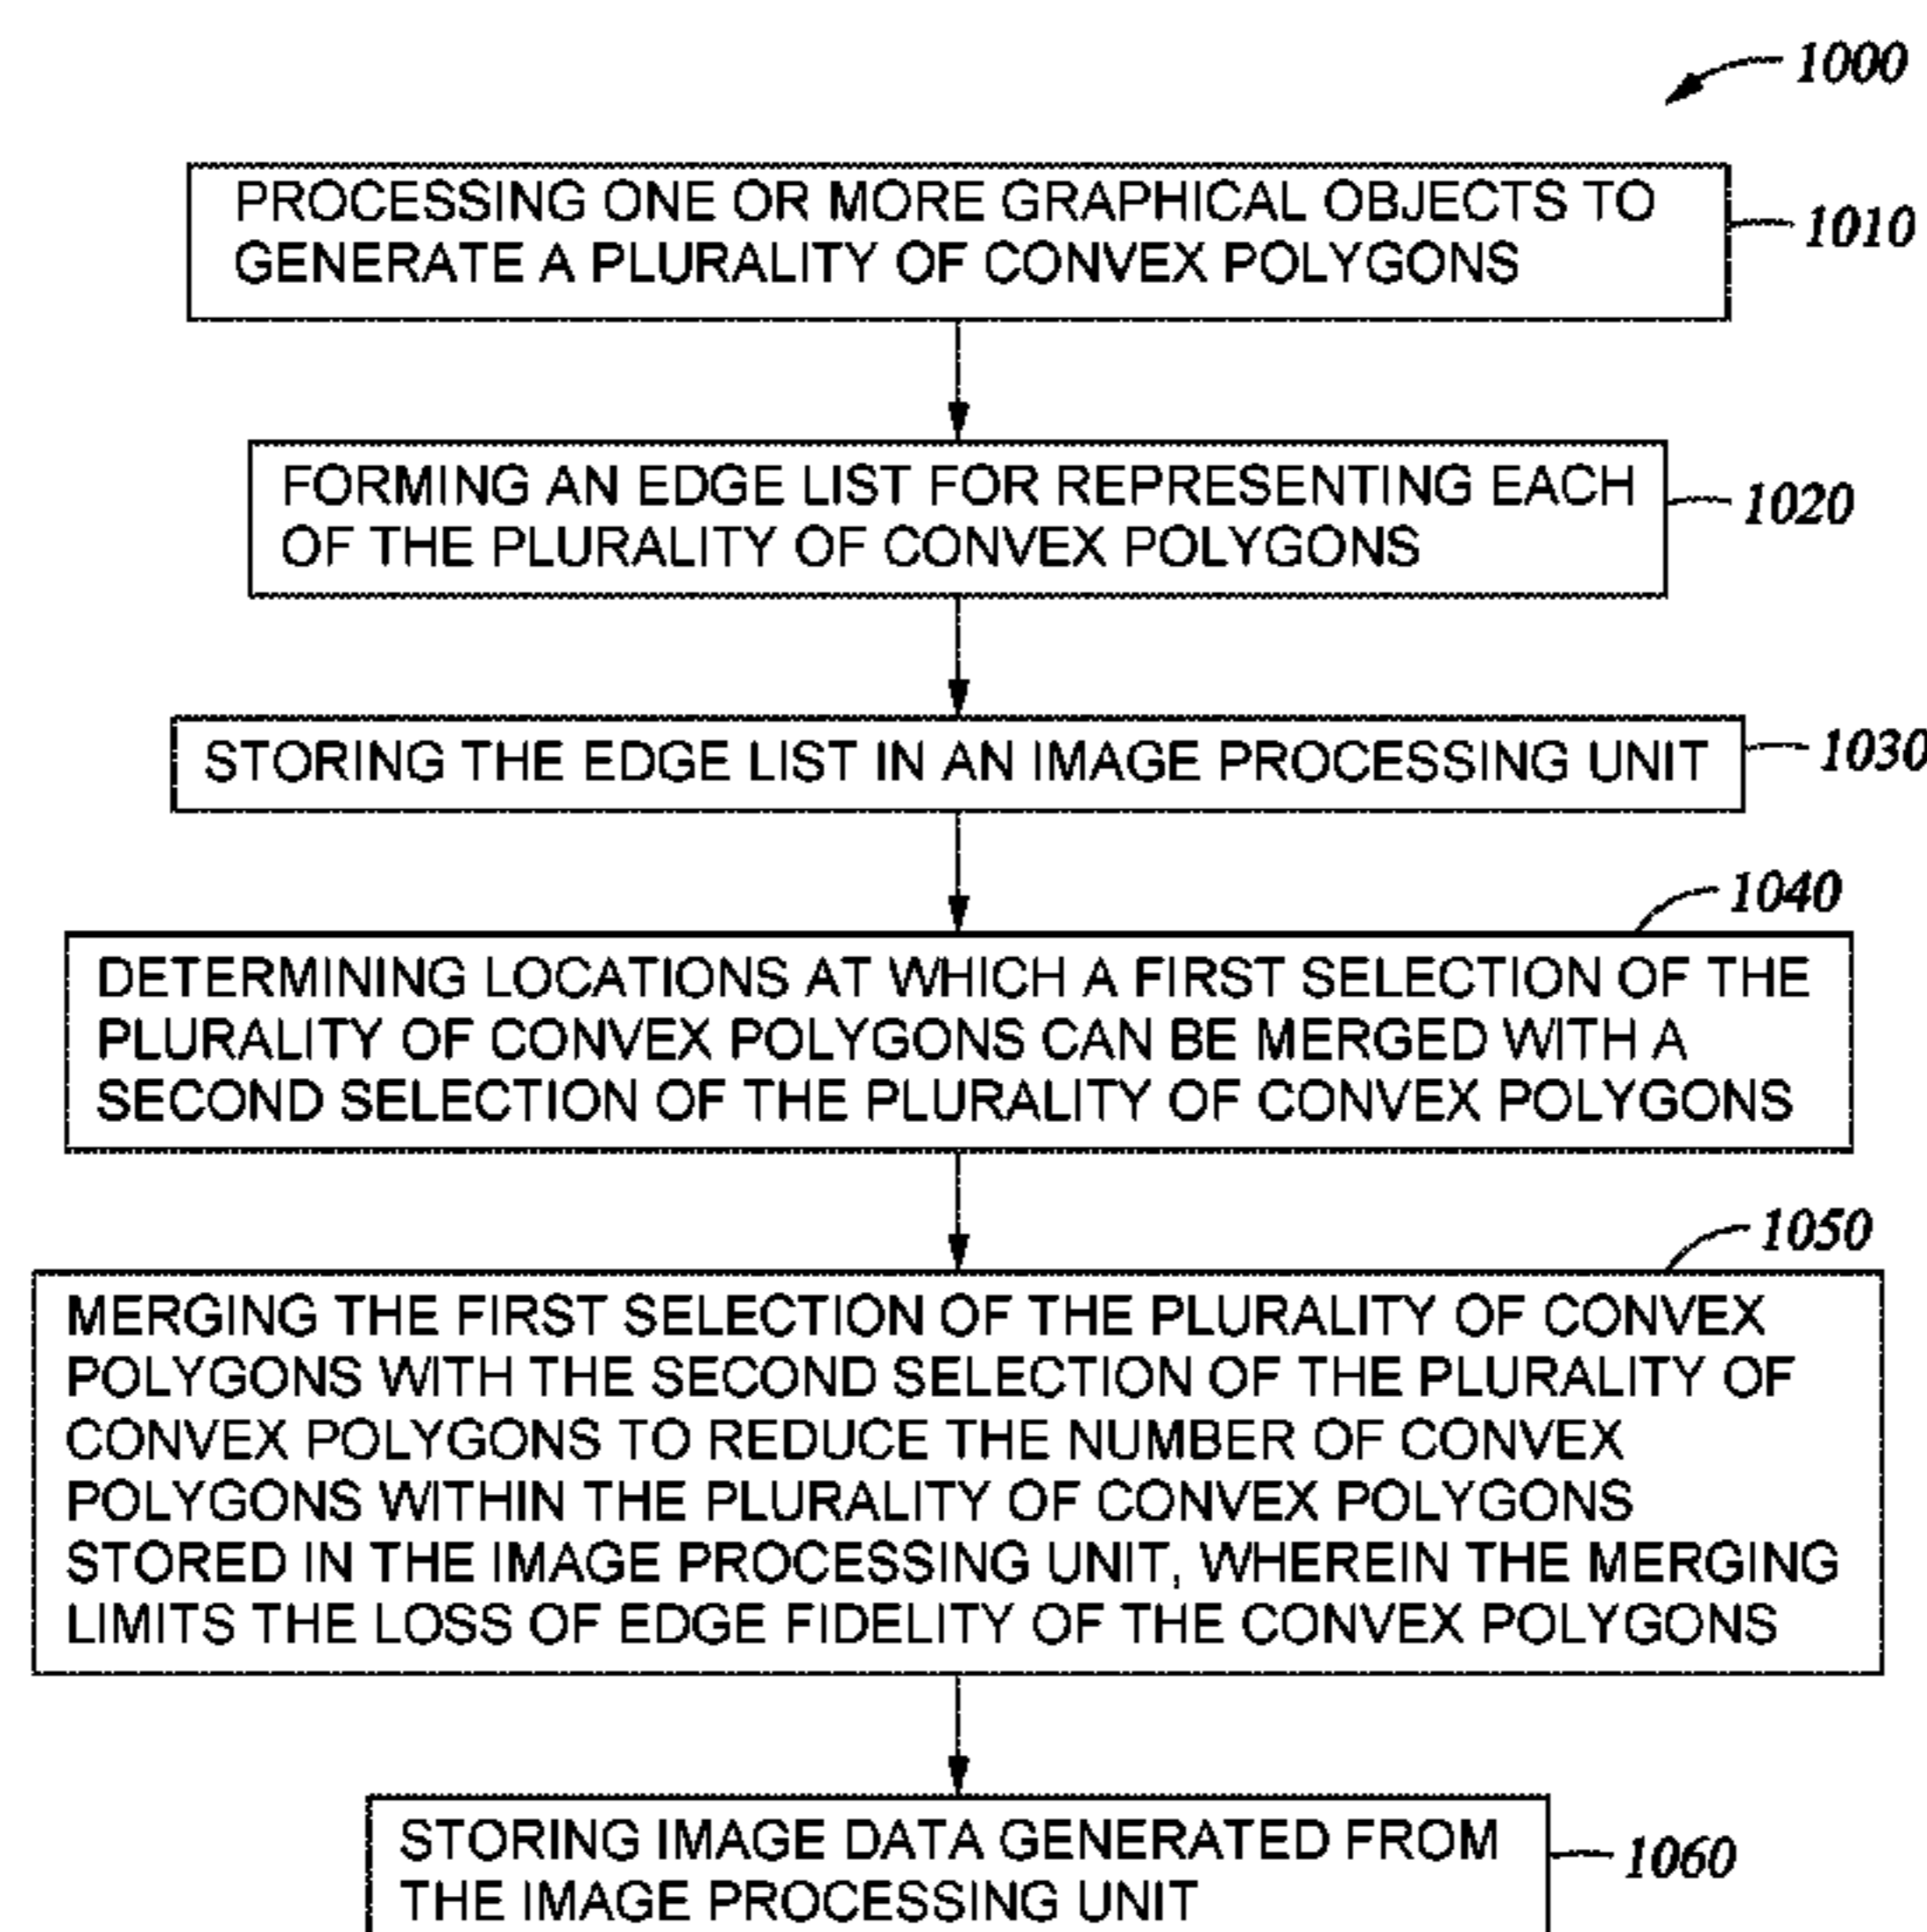 1000
PROCESSING ONE OR MORE GRAPHICAL OBJECTS TO
GENERATE A PLURALITY OF CONVEX POLYGONS
1010
FORMING AN EDGE LIST FOR REPRESENTING EACH
OF THE PLURALITY OF CONVEX POLYGONS
1020
STORING THE EDGE LIST IN AN IMAGE PROCESSING UNIT
1030
1040
DETERMINING LOCATIONS AT WHICH A FIRST SELECTION OF THE
PLURALITY OF CONVEX POLYGONS CAN BE MERGED WITH A
SECOND SELECTION OF THE PLURALITY OF CONVEX POLYGONS
1050
MERGING THE FIRST SELECTION OF THE PLURALITY OF CONVEX
POLYGONS WITH THE SECOND SELECTION OF THE PLURALITY OF
CONVEX POLYGONS TO REDUCE THE NUMBER OF CONVEX
POLYGONS WITHIN THE PLURALITY OF CONVEX POLYGONS
STORED IN THE IMAGE PROCESSING UNIT, WHEREIN THE MERGING
LIMITS THE LOSS OF EDGE FIDELITY OF THE CONVEX POLYGONS
STORING IMAGE DATA GENERATED FROM
THE IMAGE PROCESSING UNIT
1060